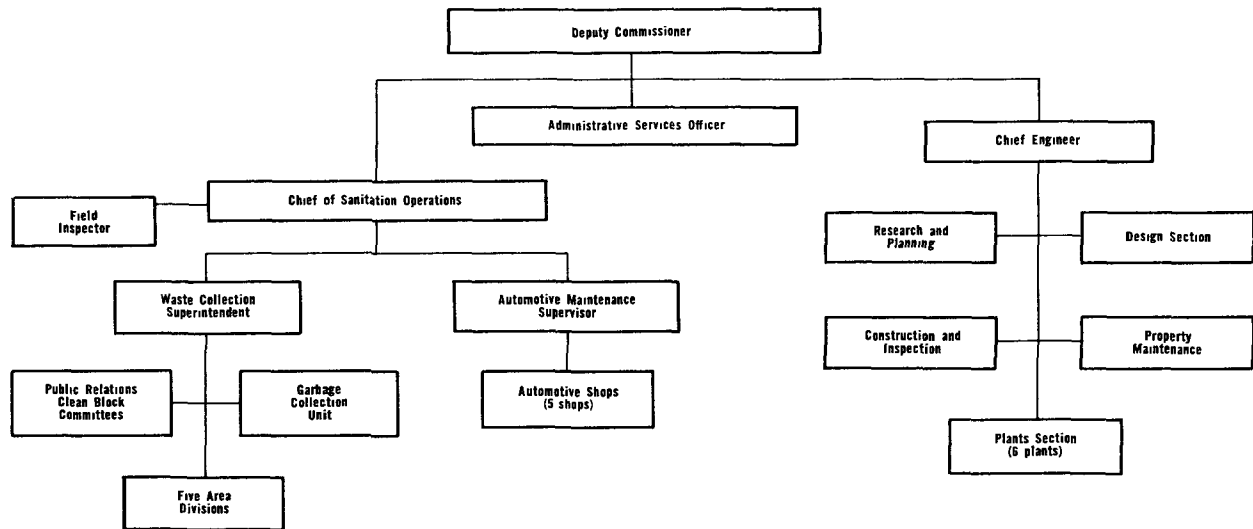 Deputy Commissioner
Administrative Services Officer
Chief Engineer
Chief of Sanitation Operations
Field
Inspector
Research and
Planning
Design Section
Waste Collection
Superintendent
Automotive Maintenance
Supervisor
Construction and
Inspection
Property
Maintenance
Public Relations
Clean Block
Committees
Garbage
Collection
Unit
Automotive Shops
(5 shops)
Plants Section
(6 plants)
Five Area
Divisions